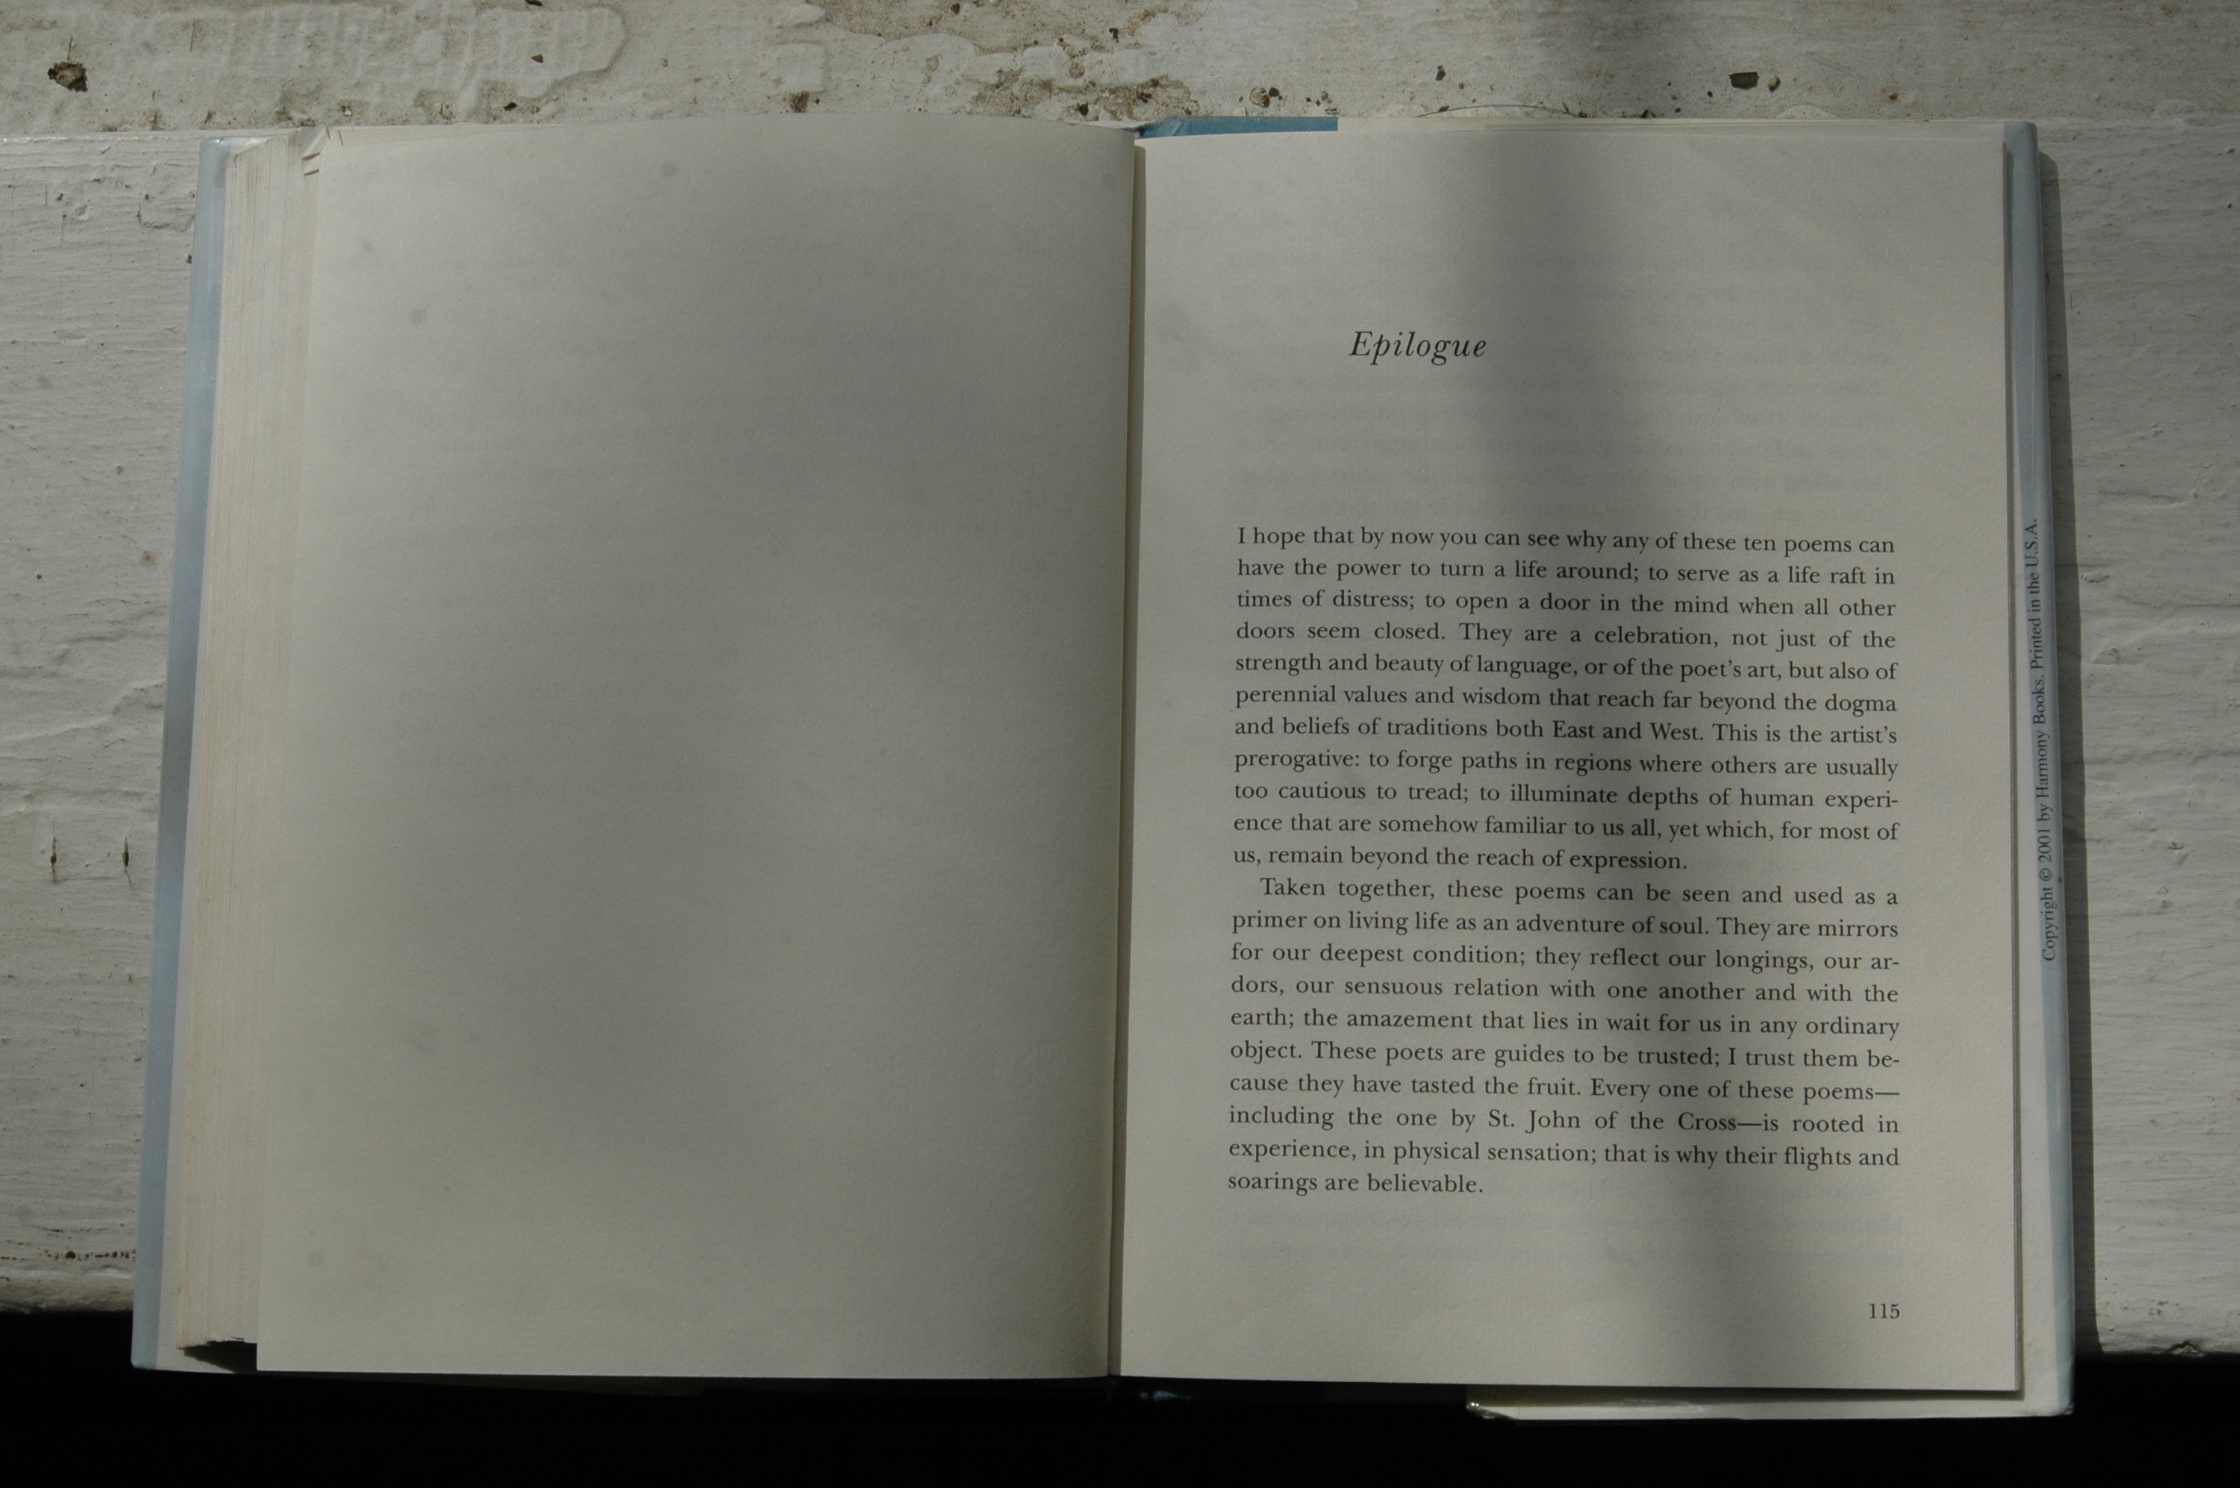 Epilogue
I hope that by now you can see why any of these ten poems can
have the power to turn a life around; to serve as a life raft in
times of distress; to open a door in the mind when all other
doors seem closed. They are a celebration, not just of the
strength and beauty of language, or of the poet's art, but also of
perennial values and wisdom that reach far beyond the dogma
and beliefs of traditions both East and West. This is the artist's
prerogative: to forge paths in regions where others are usually
too cautious to tread; to illuminate depths of human experi-
ence that are somehow familiar to us all, yet which, for most of
us, remain beyond the reach of expression.
Taken together, these poems can be seen and used as a
primer on living life as an adventure of soul. They are mirrors
for our deepest condition; they reflect our longings, our ar-
dors, our sensuous relation with one another and with the
earth; the amazement that lies in wait for us in any ordinary
object. These poets are guides to be trusted; I trust them be-
cause they have tasted the fruit. Every one of these poems—
including the one by St. John of the Cross—is rooted in
experience, in physical sensation; that is why their flights and
soarings are believable.
115
Copyright © 2001 by Harmony Books. Printed in the U.S.A.